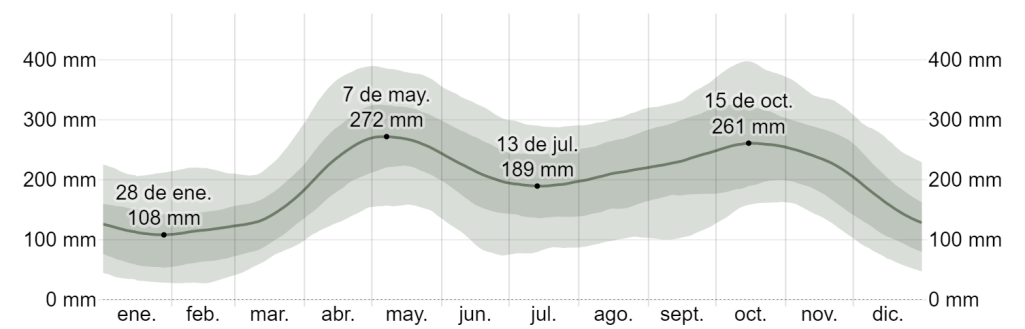 400 mm
400 mm
7 de may.
272 mm
15 de oct.
261 mm
300 mm
300 mm
13 de jul.
189 mm
200 mm
200 mm
28 de ene.
108 mm
100 mm
100 mm
0 mm
0 mm
ene. feb. mar. abr. may. jun. jul. ago. sept. oct. nov. dic.